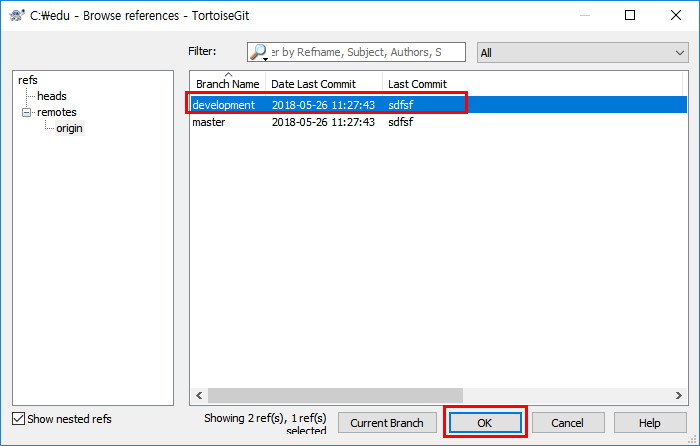 C:\edu - Browse references - TortoiseGit
Filter:
er by Refname, Subject, Authors, S
All
refs
heads
remotes
origin
Branch Name Date Last Commit Last Commit
development 2018-05-26 11:27:43 sdfsf
master 2018-05-26 11:27:43 sdfsf
Show nested refs
Showing 2 ref(s), 1 ref(s)
selected
Current Branch
OK
Cancel
Help